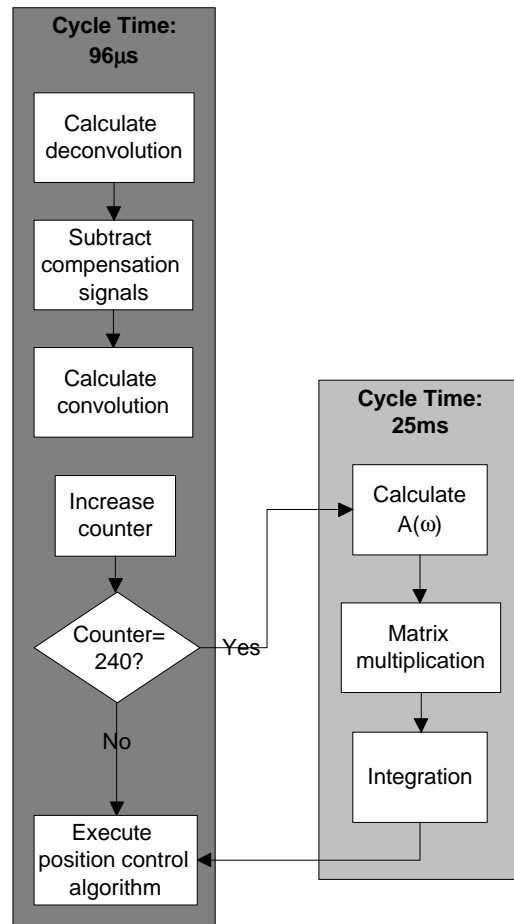 Cycle Time:
96μs
Calculate
deconvolution
Subtract
compensation
signals
Calculate
convolution
Increase
counter
Counter=
240?
Yes
No
Execute
position control
algorithm
Cycle Time:
25ms
Calculate
A(ω)
Matrix
multiplication
Integration